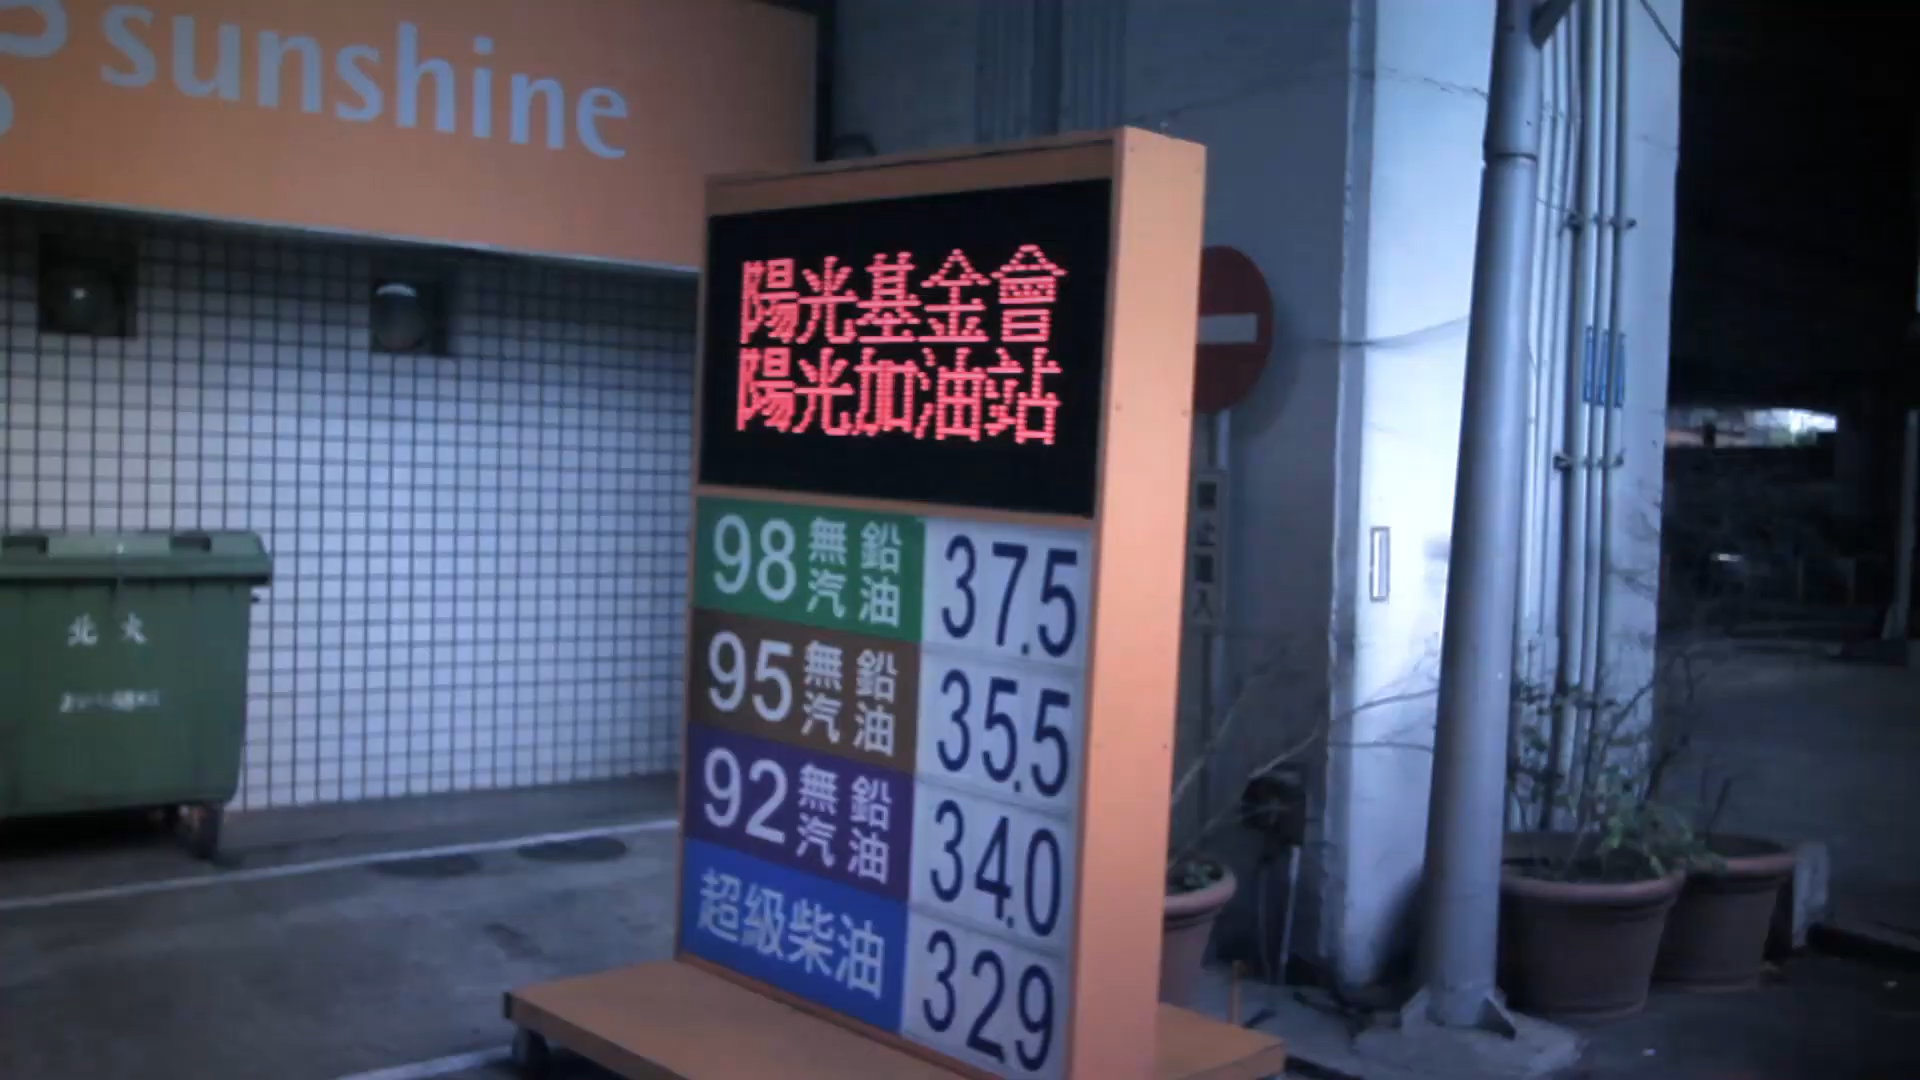 sunshine
陽光基金會
陽光加油站
98 無鉛汽油 37.5
95 無鉛汽油 35.5
92 無鉛汽油 34.0
超級柴油 32.9
北火